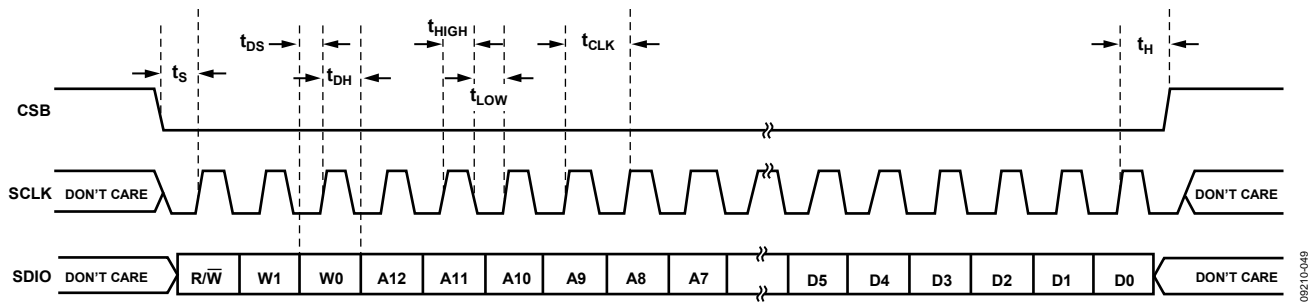 tHIGH
tDS
tCLK
tH
tS
tDH
tLOW
CSB
SCLK DON'T CARE DON'T CARE
SDIO DON'T CARE R/W̅ W1 W0 A12 A11 A10 A9 A8 A7 D5 D4 D3 D2 D1 D0 DON'T CARE
09210-049